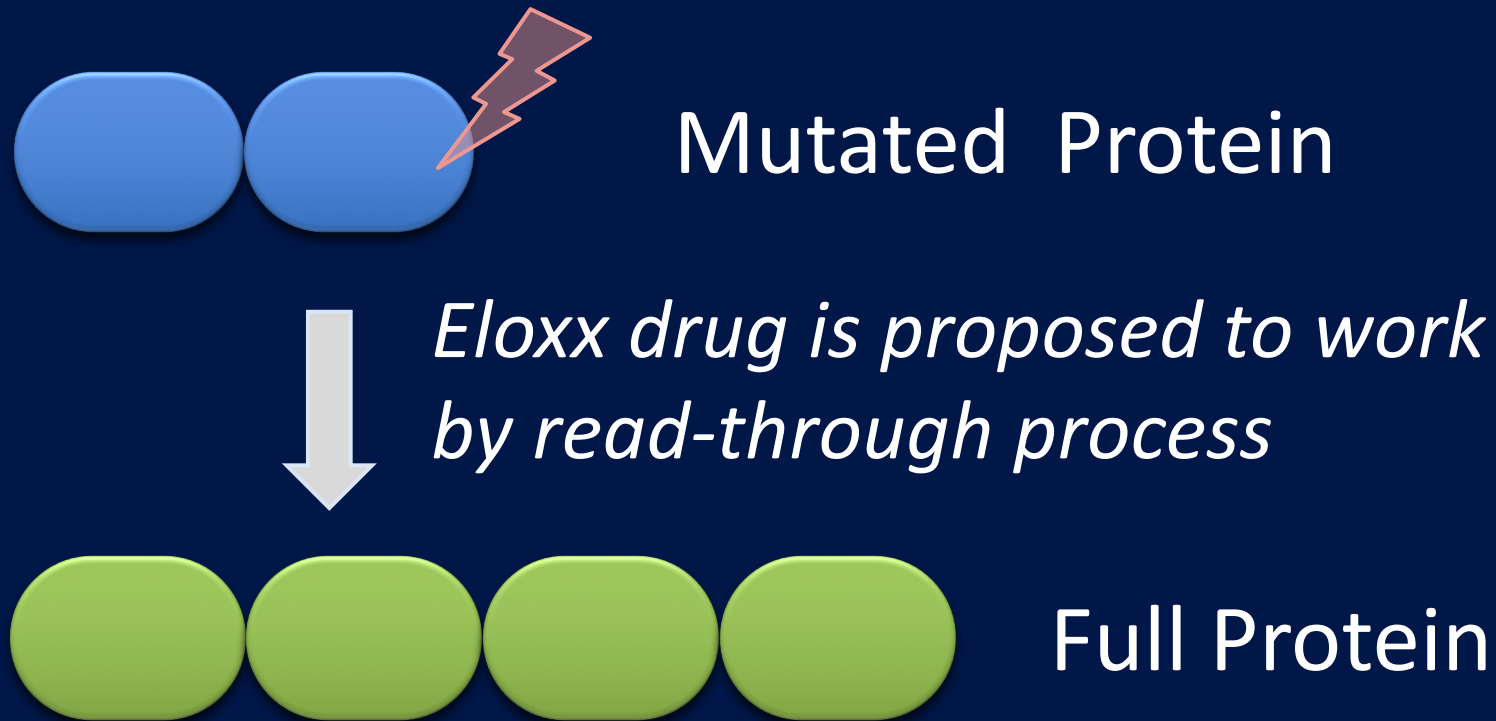 Mutated  Protein
Eloxx drug is proposed to work
by read-through process
Full Protein